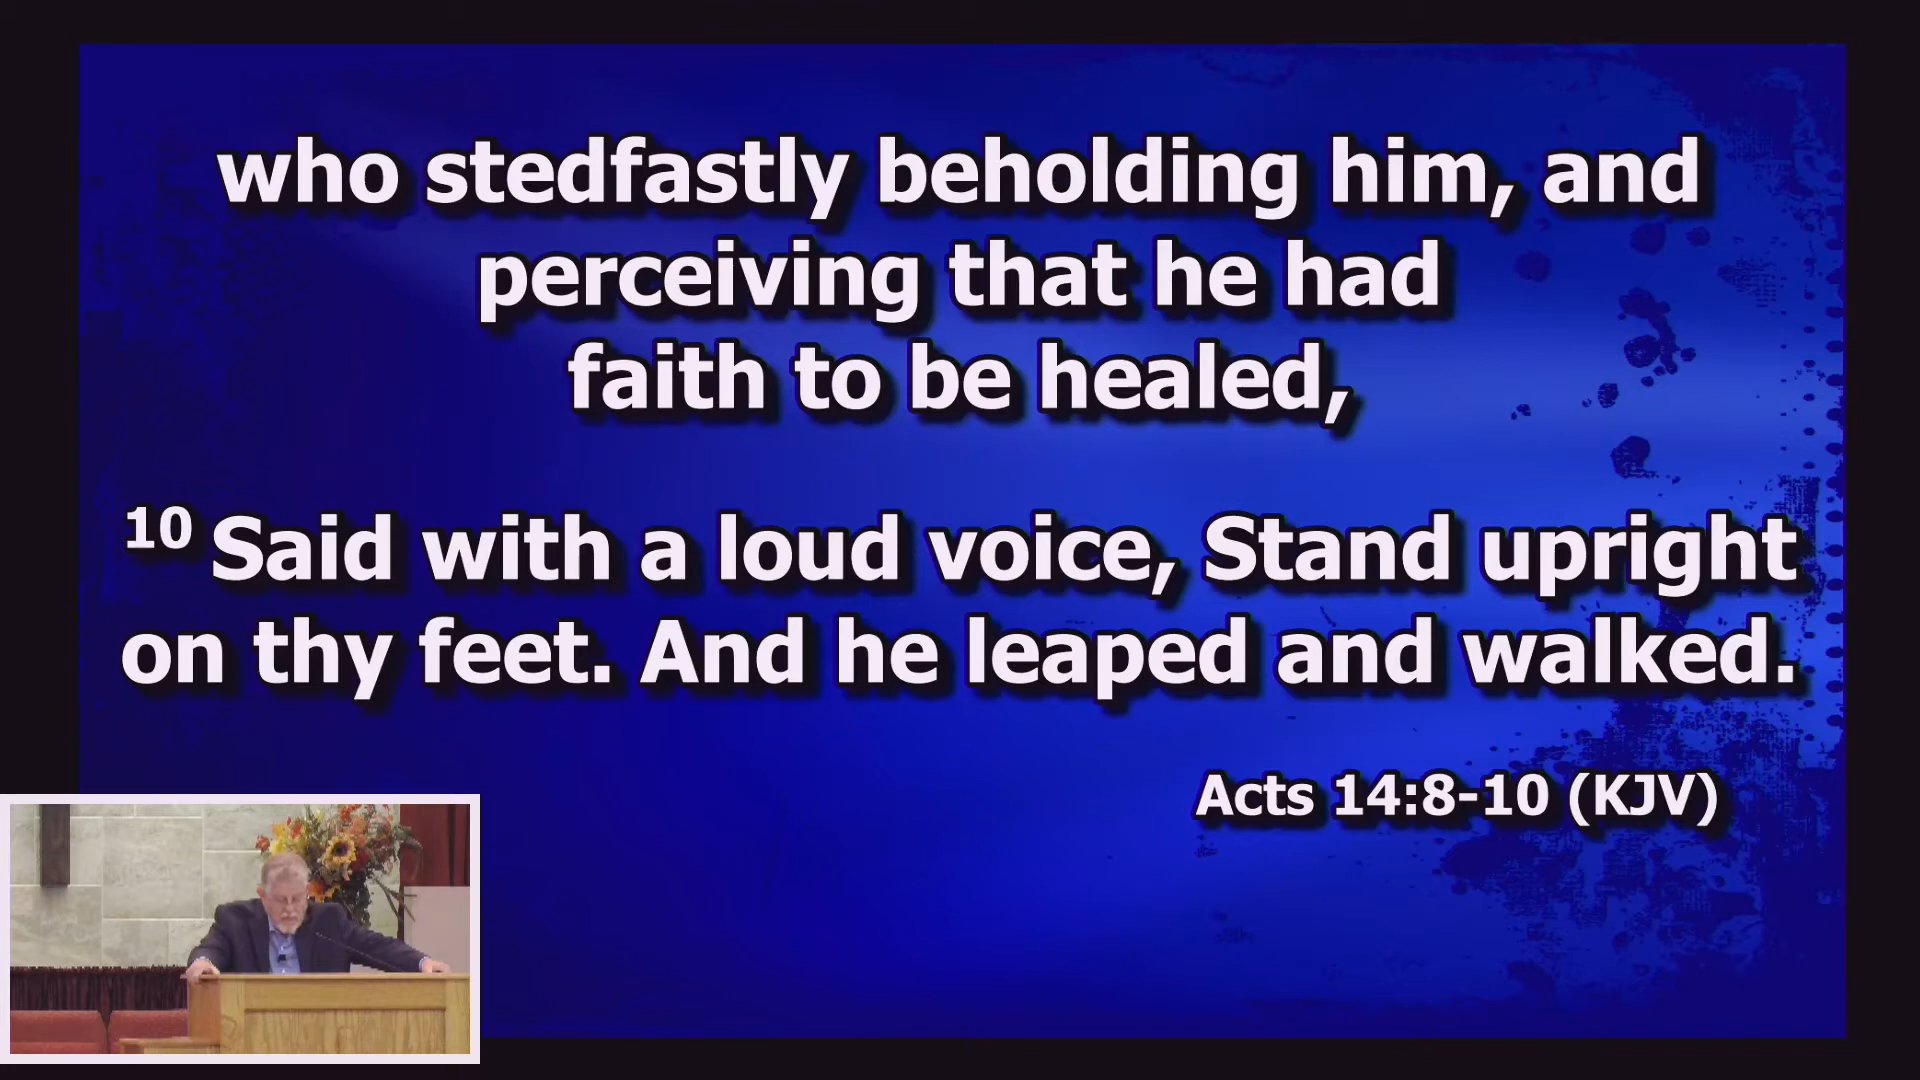 who stedfastly beholding him, and
perceiving that he had
faith to be healed,
10 Said with a loud voice, Stand upright
on thy feet. And he leaped and walked.
Acts 14:8-10 (KJV)